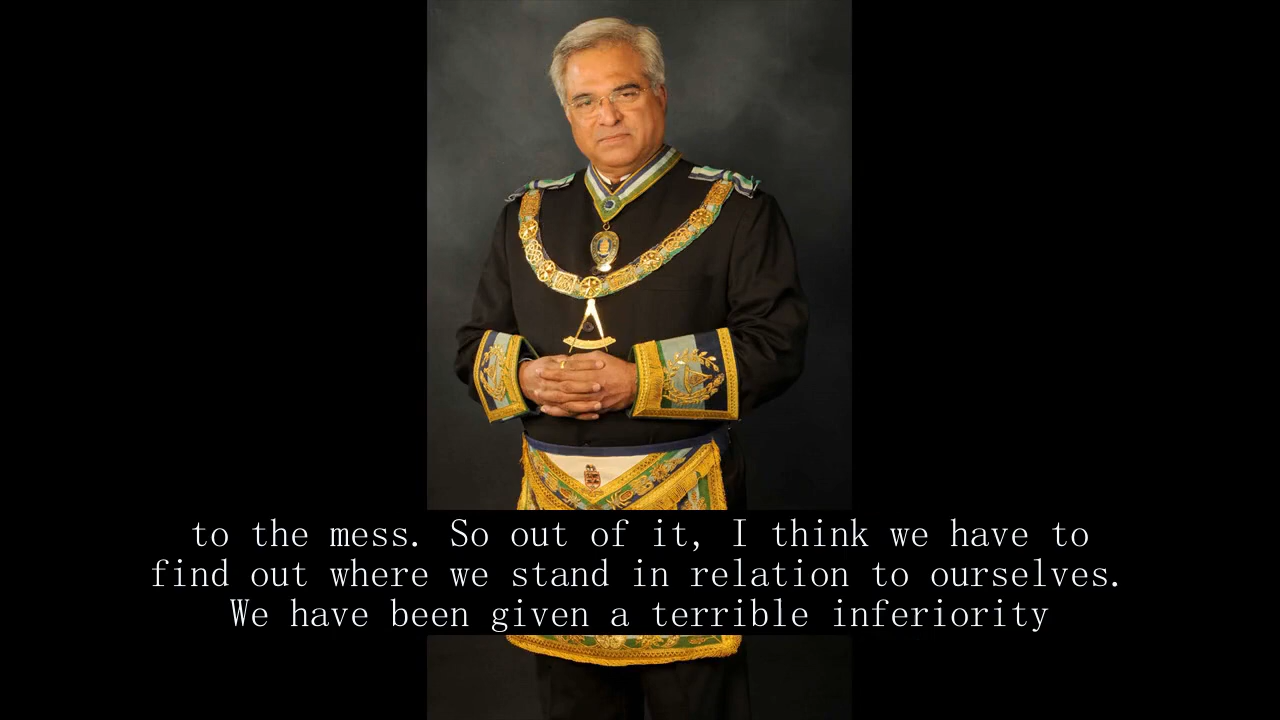 to the mess. So out of it, I think we have to
find out where we stand in relation to ourselves.
We have been given a terrible inferiority